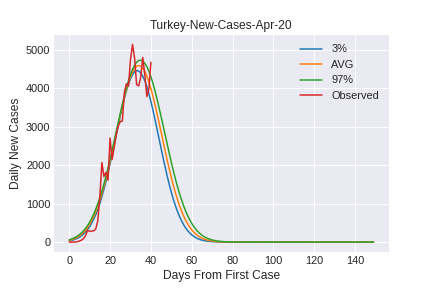 Turkey-New-Cases-Apr-20
3%
AVG
97%
Observed
Daily New Cases
5000
4000
3000
2000
1000
0
0 20 40 60 80 100 120 140
Days From First Case